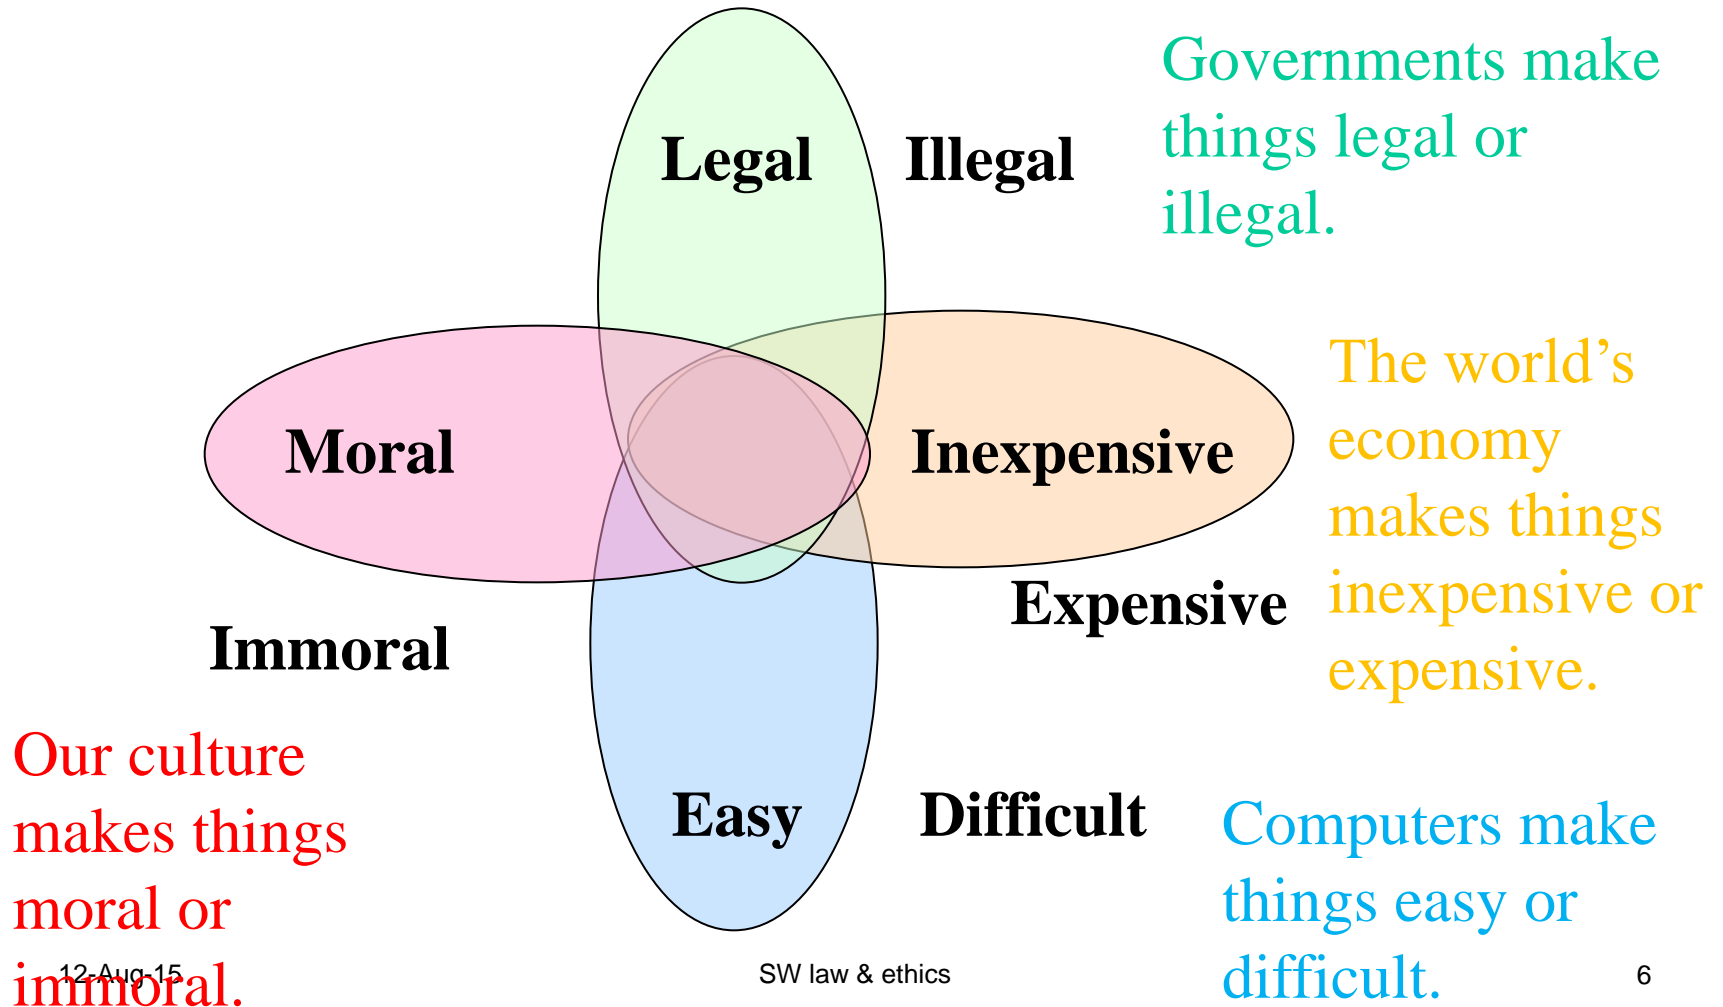 Legal
Illegal
Governments make
things legal or
illegal.
Moral
Inexpensive
The world’s
economy
makes things
inexpensive or
expensive.
Expensive
Immoral
Our culture
makes things
moral or
immoral.
Easy
Difficult
Computers make
things easy or
difficult.
12-Aug-15
SW law & ethics
6